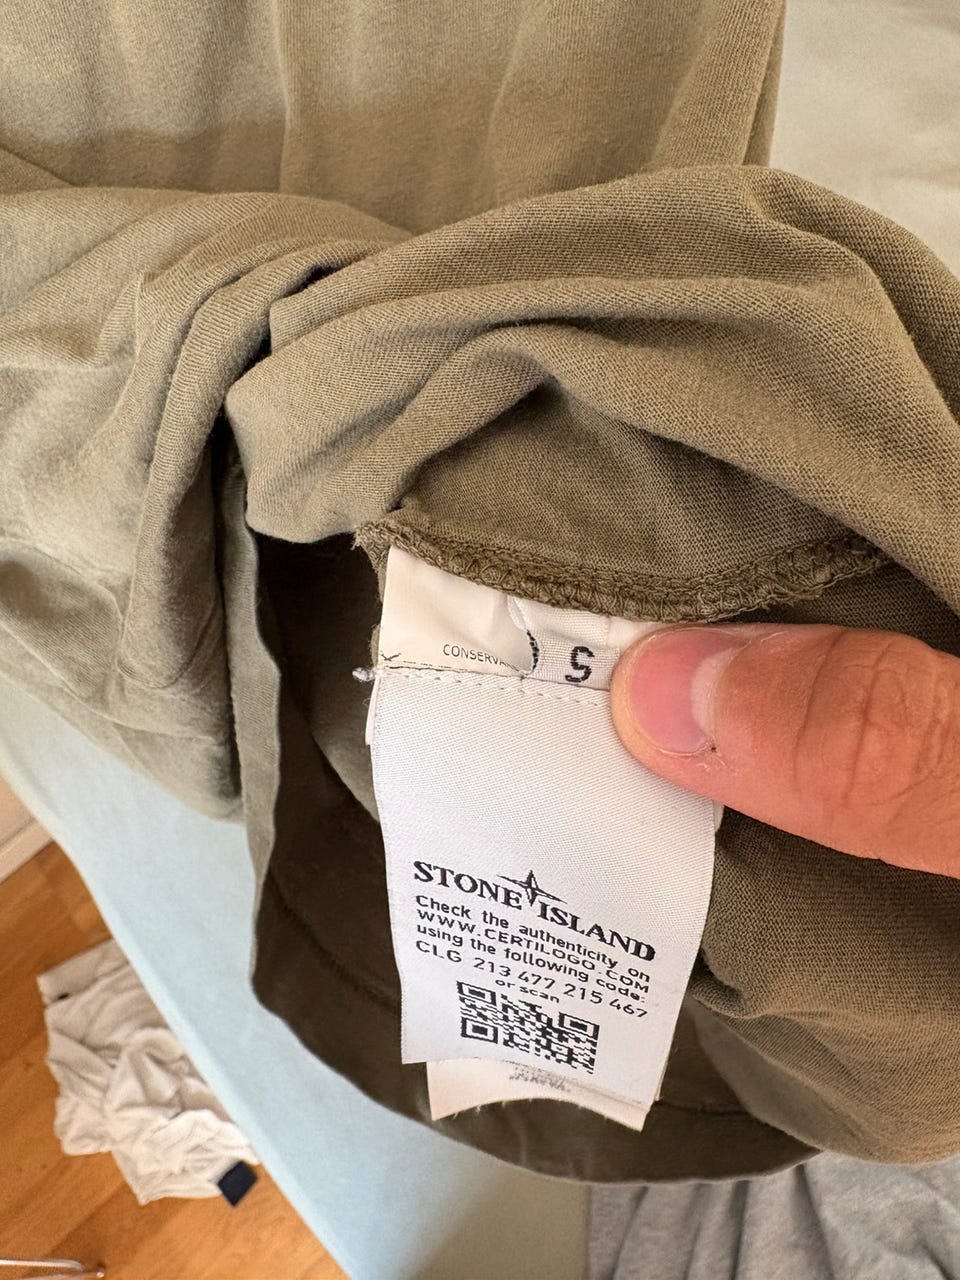 CONSERVA
S
STONE ISLAND
Check the authenticity on
WWW.CERTILOGO.COM
using the following code:
CLG 213 477 215 467
or scan